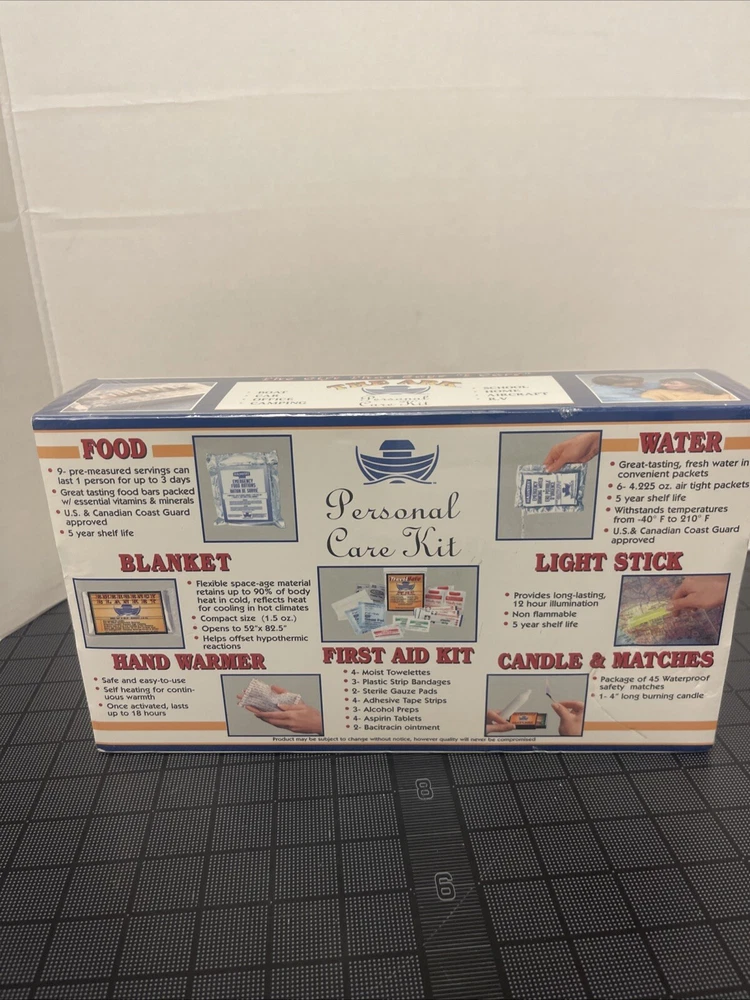 THE ARK
BOAT
CAR
OFFICE
CAMPING
Personal
Care Kit
SCHOOL
HOME
AIRCRAFT
R.V
FOOD
• 9- pre-measured servings can
last 1 person for up to 3 days
• Great tasting food bars packed
w/ essential vitamins & minerals
• U.S. & Canadian Coast Guard
approved
• 5 year shelf life
EMERGENCY
FOOD RATIONS
Personal
Care Kit
WATER
• Great-tasting, fresh water in
convenient packets
• 6- 4.225 oz. air tight packets
• 5 year shelf life
• Withstands temperatures
from -40° F to 210° F
• U.S.& Canadian Coast Guard
approved
BLANKET
EMERGENCY
BLANKET
• Flexible space-age material
retains up to 90% of body
heat in cold, reflects heat
for cooling in hot climates
• Compact size (1.5 oz.)
• Opens to 52"x 82.5"
• Helps offset hypothermic
reactions
LIGHT STICK
• Provides long-lasting,
12 hour illumination
• Non flammable
• 5 year shelf life
HAND WARMER
• Safe and easy-to-use
• Self heating for contin-
uous warmth
• Once activated, lasts
up to 18 hours
FIRST AID KIT
• 4- Moist Towelettes
• 3- Plastic Strip Bandages
• 2- Sterile Gauze Pads
• 4- Adhesive Tape Strips
• 3- Alcohol Preps
• 4- Aspirin Tablets
• 2- Bacitracin ointment
CANDLE & MATCHES
• Package of 45 Waterproof
safety matches
• 1- 4" long burning candle
Product may be subject to change without notice, however quality will never be compromised
8
6